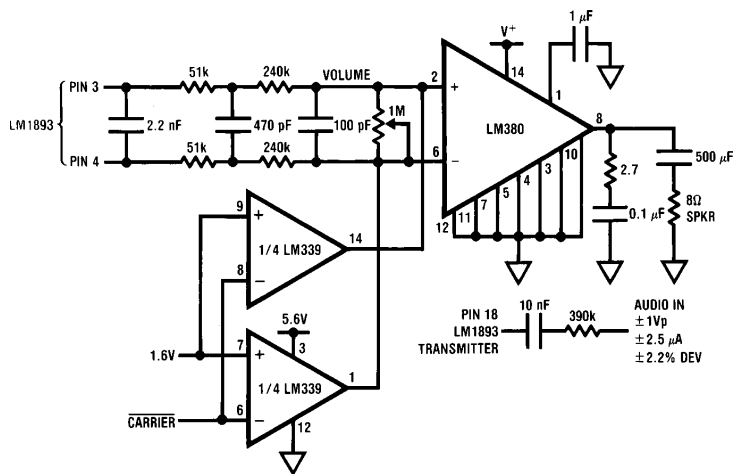 1 μF
V+
14
1
51k
240k
VOLUME
PIN 3
2
+
8
LM1893
2.2 nF
470 pF
100 pF
1M
LM380
500 μF
PIN 4
51k
240k
6
−
10
3
4
5
7
11
12
2.7
0.1 μF
8Ω
SPKR
9
+
1/4 LM339
14
8
−
5.6V
3
1.6V
7
+
1/4 LM339
1
CARRIER
6
−
12
PIN 18
LM1893
TRANSMITTER
10 nF
390k
AUDIO IN
±1Vp
±2.5 μA
±2.2% DEV